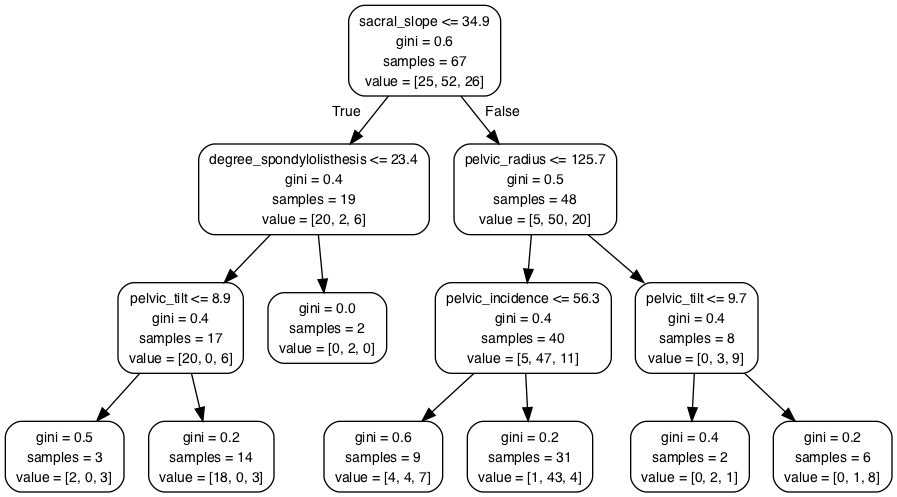 sacral_slope <= 34.9
gini = 0.6
samples = 67
value = [25, 52, 26]
True
False
degree_spondylolisthesis <= 23.4
gini = 0.4
samples = 19
value = [20, 2, 6]
pelvic_radius <= 125.7
gini = 0.5
samples = 48
value = [5, 50, 20]
pelvic_tilt <= 8.9
gini = 0.4
samples = 17
value = [20, 0, 6]
gini = 0.0
samples = 2
value = [0, 2, 0]
pelvic_incidence <= 56.3
gini = 0.4
samples = 40
value = [5, 47, 11]
pelvic_tilt <= 9.7
gini = 0.4
samples = 8
value = [0, 3, 9]
gini = 0.5
samples = 3
value = [2, 0, 3]
gini = 0.2
samples = 14
value = [18, 0, 3]
gini = 0.6
samples = 9
value = [4, 4, 7]
gini = 0.2
samples = 31
value = [1, 43, 4]
gini = 0.4
samples = 2
value = [0, 2, 1]
gini = 0.2
samples = 6
value = [0, 1, 8]